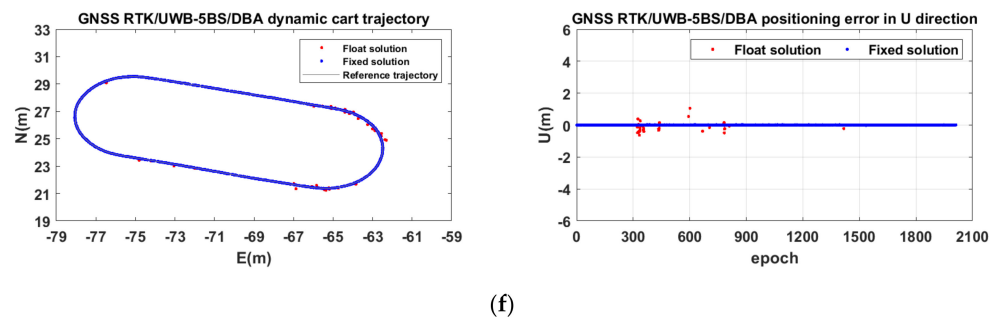 GNSS RTK/UWB-5BS/DBA dynamic cart trajectory
33
31
29
27
25
23
21
19
N(m)
Float solution
Fixed solution
Reference trajectory
-79 -77 -75 -73 -71 -69 -67 -65 -63 -61 -59
E(m)
GNSS RTK/UWB-5BS/DBA positioning error in U direction
6
4
2
0
-2
-4
-6
U(m)
Float solution Fixed solution
0 300 600 900 1200 1500 1800 2100
epoch
(f)